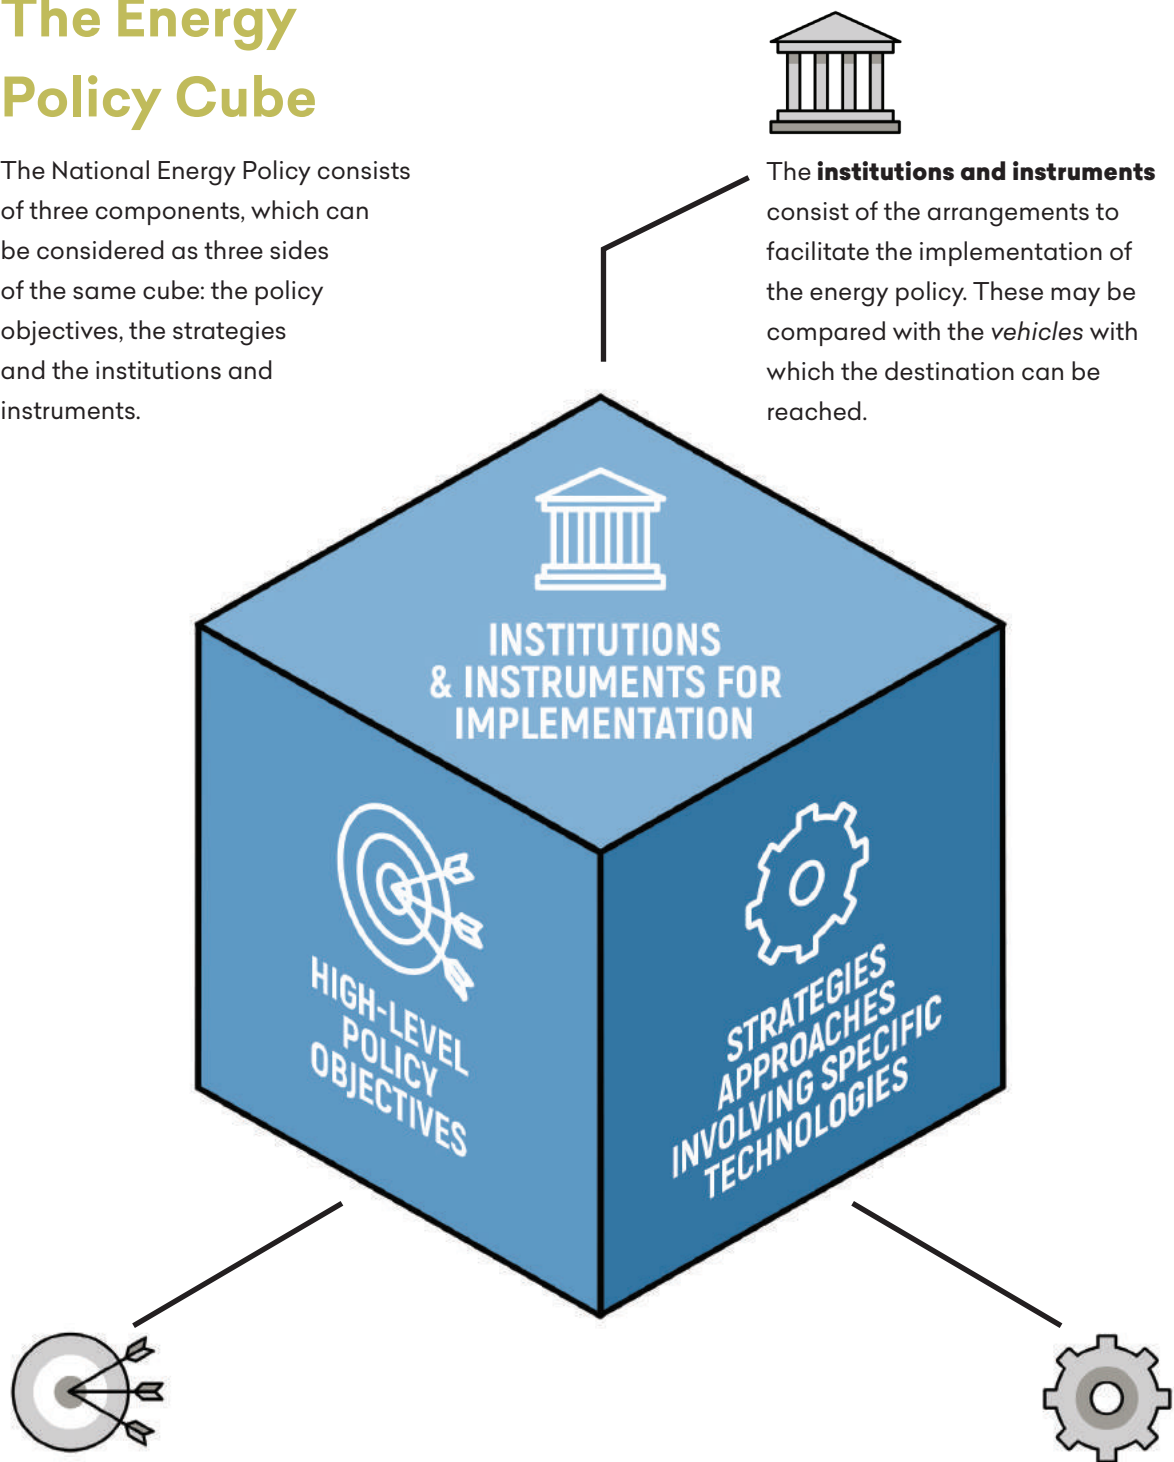 The Energy
Policy Cube
The National Energy Policy consists
of three components, which can
be considered as three sides
of the same cube: the policy
objectives, the strategies
and the institutions and
instruments.
The institutions and instruments
consist of the arrangements to
facilitate the implementation of
the energy policy. These may be
compared with the vehicles with
which the destination can be
reached.
INSTITUTIONS
& INSTRUMENTS FOR
IMPLEMENTATION
HIGH-LEVEL
POLICY
OBJECTIVES
STRATEGIES
APPROACHES
INVOLVING SPECIFIC
TECHNOLOGIES